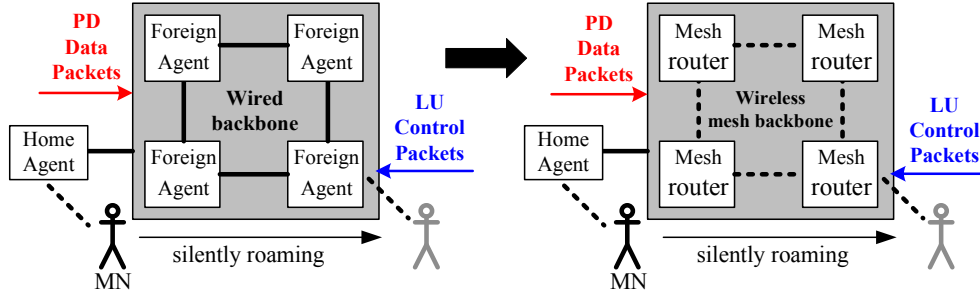 PD
Data
Packets
Foreign
Agent
Foreign
Agent
Wired
backbone
Foreign
Agent
Foreign
Agent
Home
Agent
LU
Control
Packets
MN
silently roaming
PD
Data
Packets
Mesh
router
Mesh
router
Wireless
mesh backbone
Mesh
router
Mesh
router
Home
Agent
LU
Control
Packets
MN
silently roaming